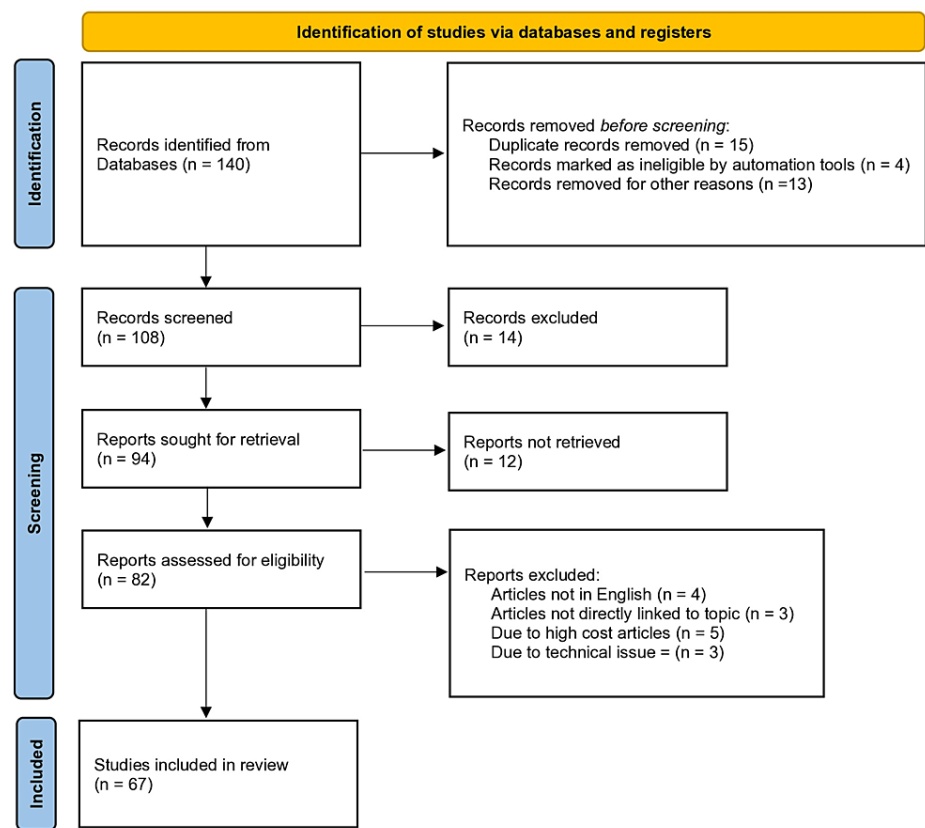 Identification of studies via databases and registers
Identification
Records identified from
Databases (n = 140)
Records removed before screening:
Duplicate records removed (n = 15)
Records marked as ineligible by automation tools (n = 4)
Records removed for other reasons (n =13)
Screening
Records screened
(n = 108)
Records excluded
(n = 14)
Reports sought for retrieval
(n = 94)
Reports not retrieved
(n = 12)
Reports assessed for eligibility
(n = 82)
Reports excluded:
Articles not in English (n = 4)
Articles not directly linked to topic (n = 3)
Due to high cost articles (n = 5)
Due to technical issue = (n = 3)
Included
Studies included in review
(n = 67)